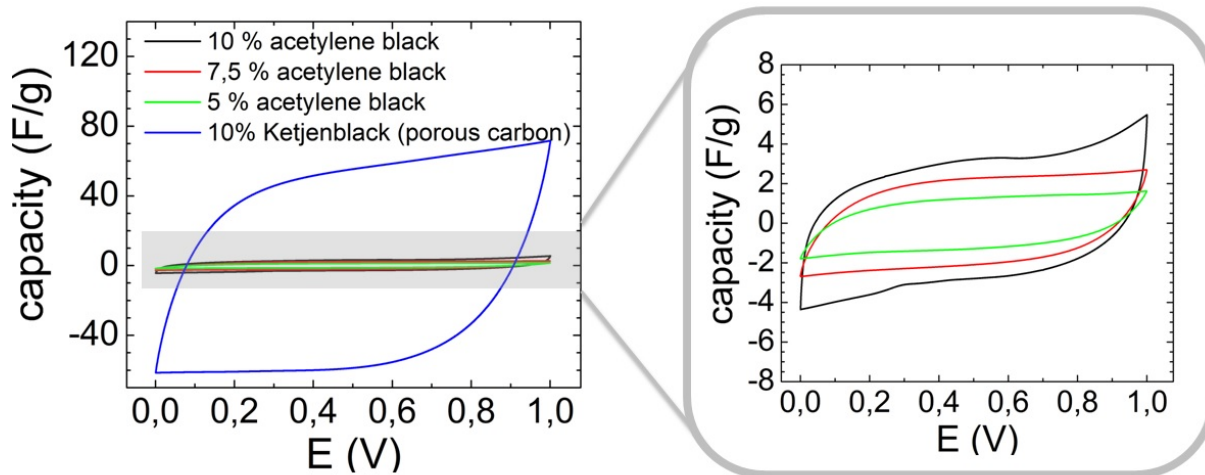 capacity (F/g)
120
80
40
0
-40
10 % acetylene black
7,5 % acetylene black
5 % acetylene black
10% Ketjenblack (porous carbon)
0,0 0,2 0,4 0,6 0,8 1,0
E (V)
capacity (F/g)
8
6
4
2
0
-2
-4
-6
-8
0,0 0,2 0,4 0,6 0,8 1,0
E (V)